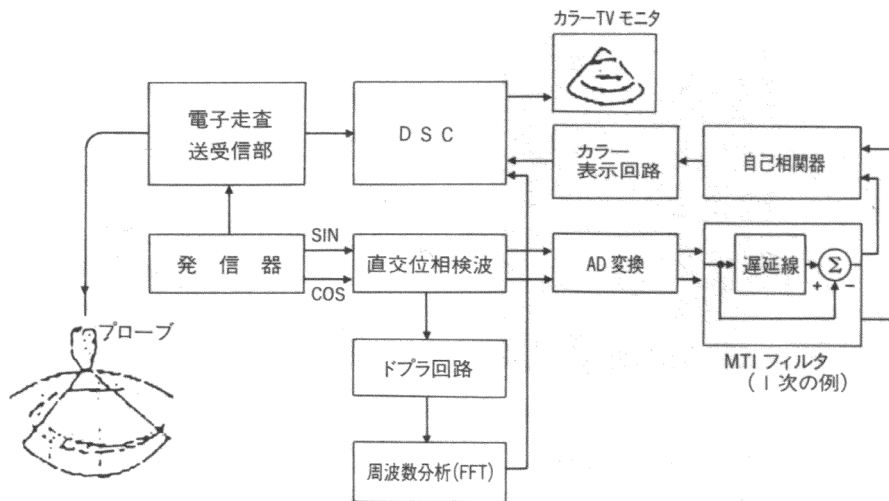 カラーTVモニタ
電子走査
送受信部
DSC
カラー
表示回路
自己相関器
発信器
SIN
COS
直交位相検波
AD変換
遅延線
Σ
+
−
MTIフィルタ
(1次の例)
プローブ
ドプラ回路
周波数分析(FFT)